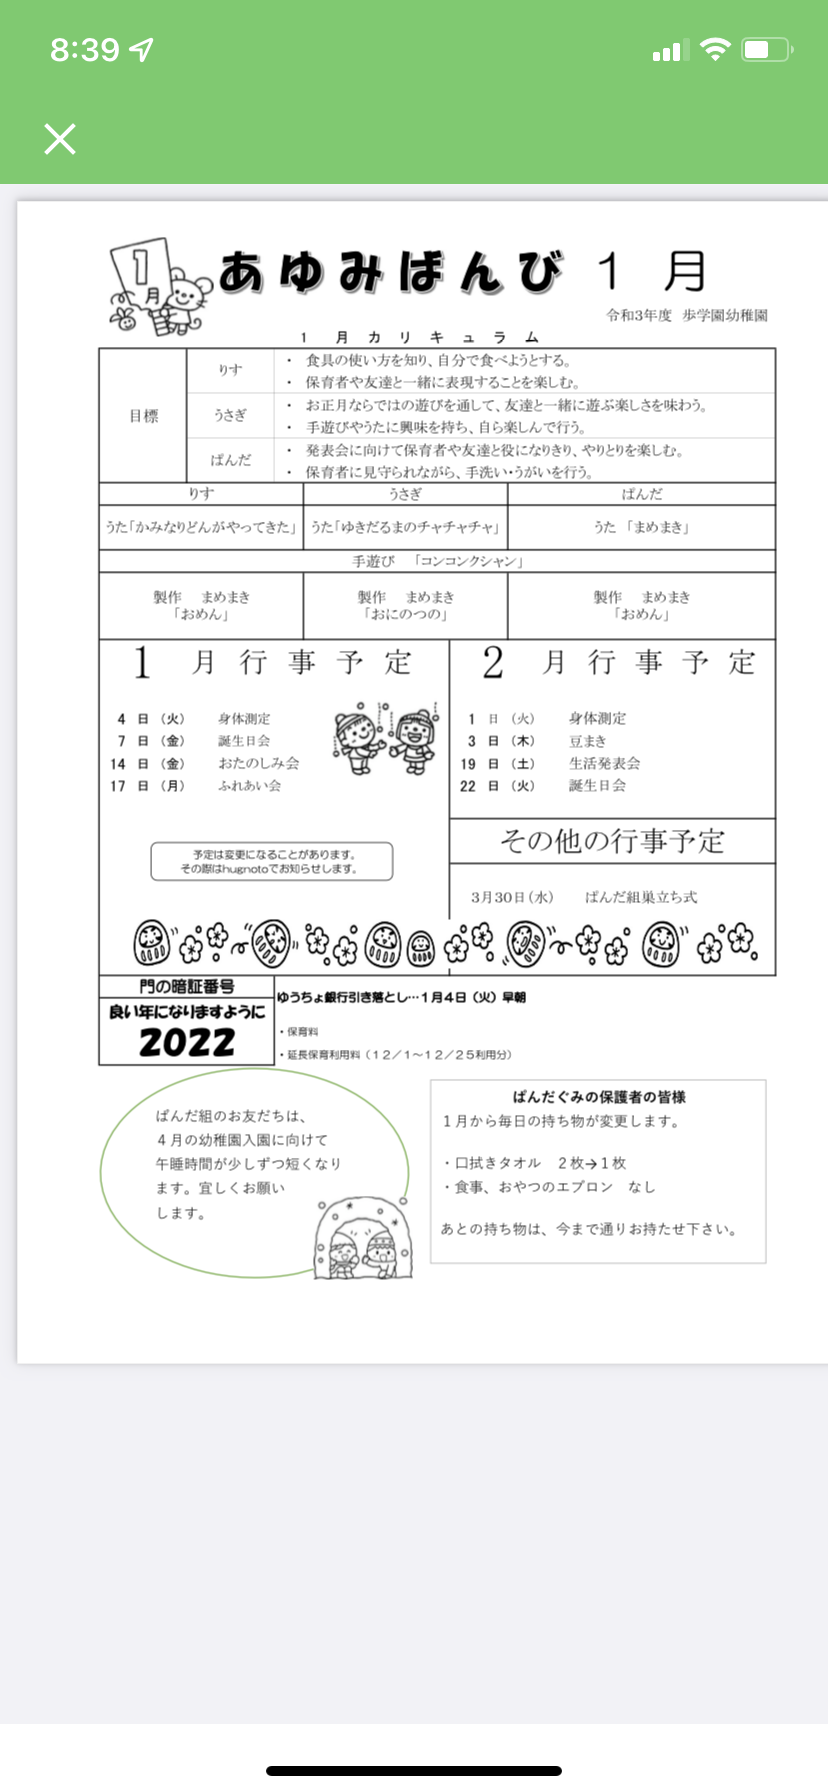 8:39
1
月
あゆみばんび 1 月
令和3年度 歩学園幼稚園
1 月カリキュラム
目標
りす
・ 食具の使い方を知り、自分で食べようとする。
・ 保育者や友達と一緒に表現することを楽しむ。
うさぎ
・ お正月ならではの遊びを通して、友達と一緒に遊ぶ楽しさを味わう。
・ 手遊びやうたに興味を持ち、自ら楽しんで行う。
ぱんだ
・ 発表会に向けて保育者や友達と役になりきり、やりとりを楽しむ。
・ 保育者に見守られながら、手洗い・うがいを行う。
りす うさぎ ぱんだ
うた「かみなりどんがやってきた」 うた「ゆきだるまのチャチャチャ」 うた 「まめまき」
手遊び 「コンコンクシャン」
製作 まめまき 製作 まめまき 製作 まめまき
「おめん」 「おにのつの」 「おめん」
1 月行事予定
4 日 (火) 身体測定
7 日 (金) 誕生日会
14 日 (金) おたのしみ会
17 日 (月) ふれあい会
予定は変更になることがあります。
その際はhugnotoでお知らせします。
2 月行事予定
1 日 (火) 身体測定
3 日 (木) 豆まき
19 日 (土) 生活発表会
22 日 (火) 誕生日会
その他の行事予定
3月30日(水) ぱんだ組巣立ち式
門の暗証番号
良い年になりますように
2022
ゆうちょ銀行引き落とし…1月4日(火)早朝
・保育料
・延長保育利用料(12/1～12/25利用分)
ぱんだ組のお友だちは、
4月の幼稚園入園に向けて
午睡時間が少しずつ短くなり
ます。宜しくお願い
します。
ぱんだぐみの保護者の皆様
1月から毎日の持ち物が変更します。
・口拭きタオル 2枚→1枚
・食事、おやつのエプロン なし
あとの持ち物は、今まで通りお持たせ下さい。